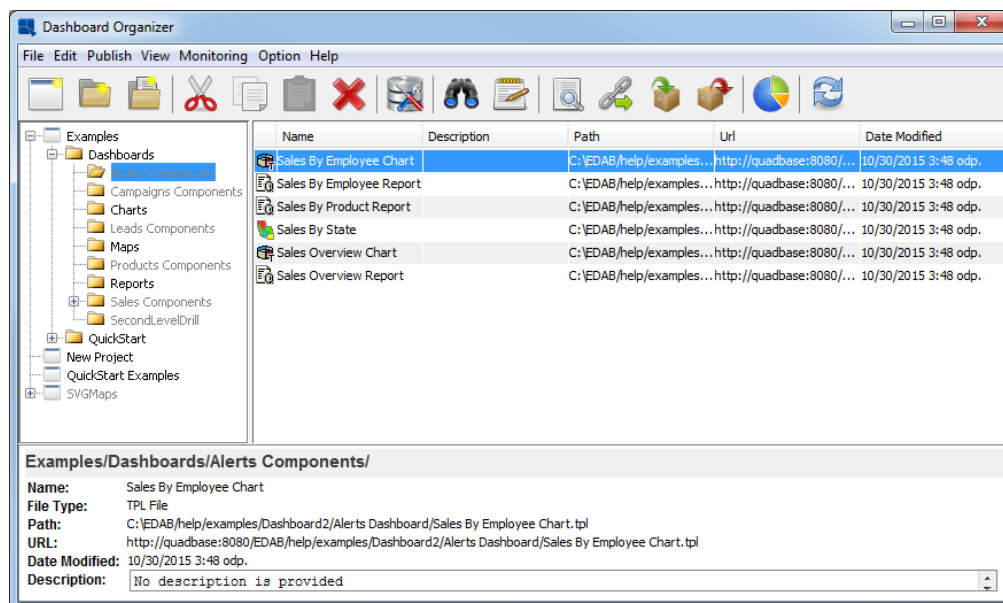 Dashboard Organizer
File Edit Publish View Monitoring Option Help
Examples
Dashboards
Alerts Components
Campaigns Components
Charts
Leads Components
Maps
Products Components
Reports
Sales Components
SecondLevelDrill
QuickStart
New Project
QuickStart Examples
SVGMaps
Name Description Path Url Date Modified
Sales By Employee Chart C:\EDAB/help/examples... http://quadbase:8080/... 10/30/2015 3:48 odp.
Sales By Employee Report C:\EDAB/help/examples... http://quadbase:8080/... 10/30/2015 3:48 odp.
Sales By Product Report C:\EDAB/help/examples... http://quadbase:8080/... 10/30/2015 3:48 odp.
Sales By State C:\EDAB/help/examples... http://quadbase:8080/... 10/30/2015 3:48 odp.
Sales Overview Chart C:\EDAB/help/examples... http://quadbase:8080/... 10/30/2015 3:48 odp.
Sales Overview Report C:\EDAB/help/examples... http://quadbase:8080/... 10/30/2015 3:48 odp.
Examples/Dashboards/Alerts Components/
Name: Sales By Employee Chart
File Type: TPL File
Path: C:\EDAB/help/examples/Dashboard2/Alerts Dashboard/Sales By Employee Chart.tpl
URL: http://quadbase:8080/EDAB/help/examples/Dashboard2/Alerts Dashboard/Sales By Employee Chart.tpl
Date Modified: 10/30/2015 3:48 odp.
Description: No description is provided